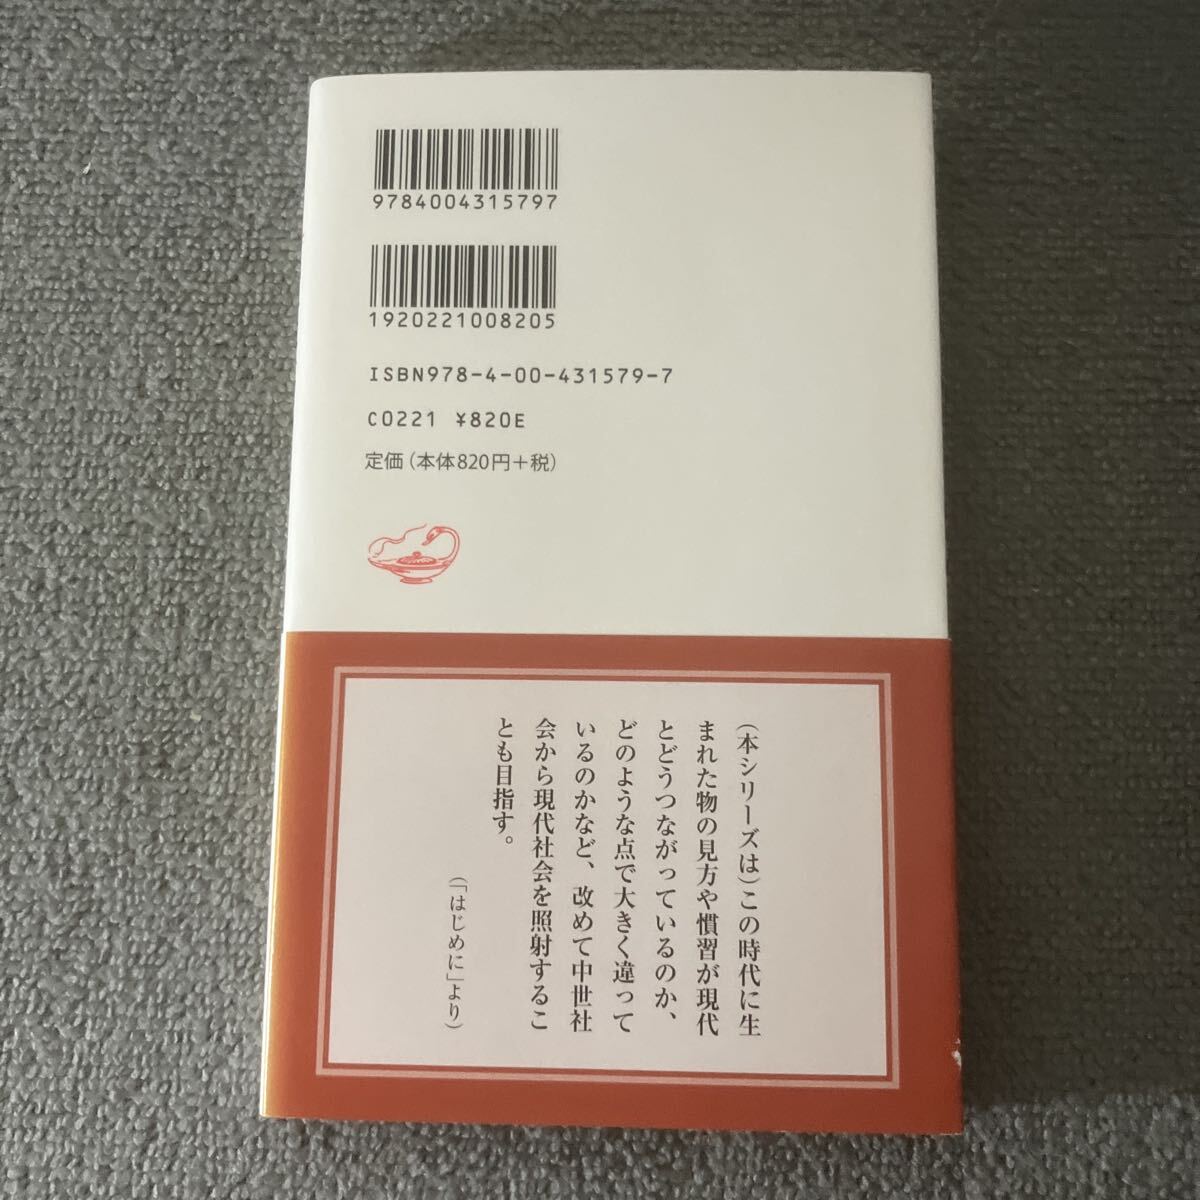 9784004315797
1920221008205
ISBN978-4-00-431579-7
C0221 ¥820E
定価(本体820円+税)
(本シリーズは)この時代に生
まれた物の見方や慣習が現代
とどうつながっているのか、
どのような点で大きく違って
いるのかなど、改めて中世社
会から現代社会を照射するこ
とも目指す。
(「はじめに」より)